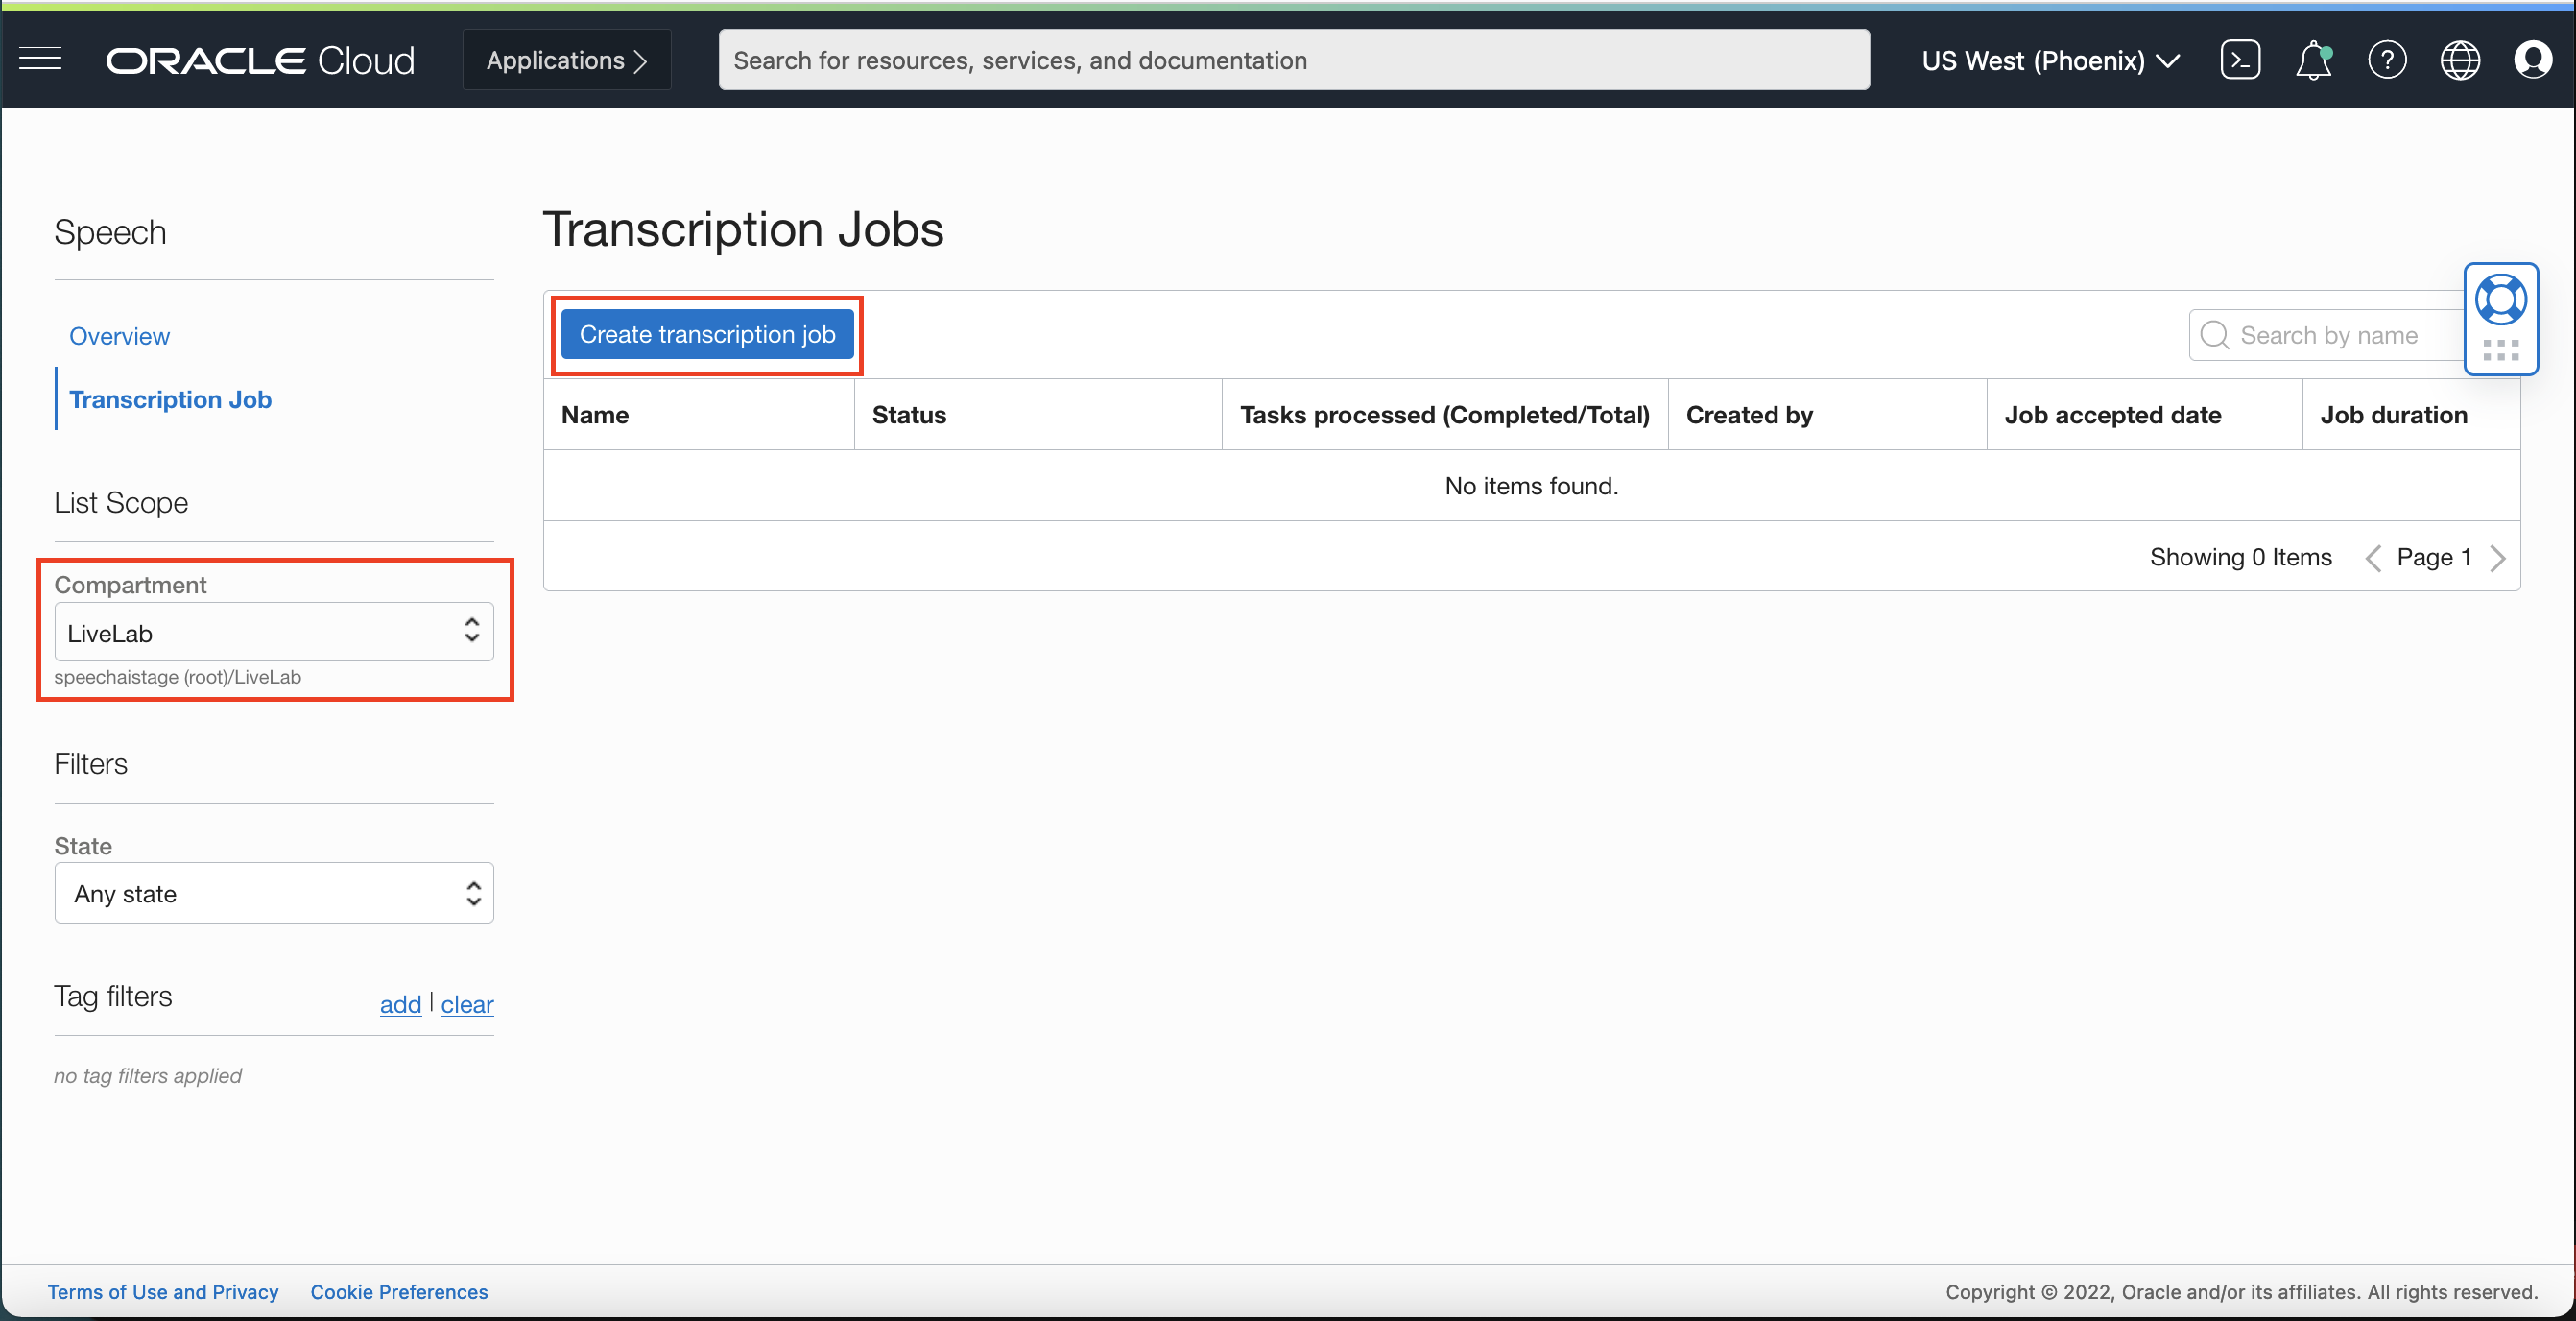 ORACLE Cloud
Applications
Search for resources, services, and documentation
US West (Phoenix)
Speech
Overview
Transcription Job
List Scope
Compartment
LiveLab
speechaistage (root)/LiveLab
Filters
State
Any state
Tag filters
add | clear
no tag filters applied
Transcription Jobs
Create transcription job
Search by name
Name Status Tasks processed (Completed/Total) Created by Job accepted date Job duration
No items found.
Showing 0 Items Page 1
Terms of Use and Privacy Cookie Preferences
Copyright © 2022, Oracle and/or its affiliates. All rights reserved.